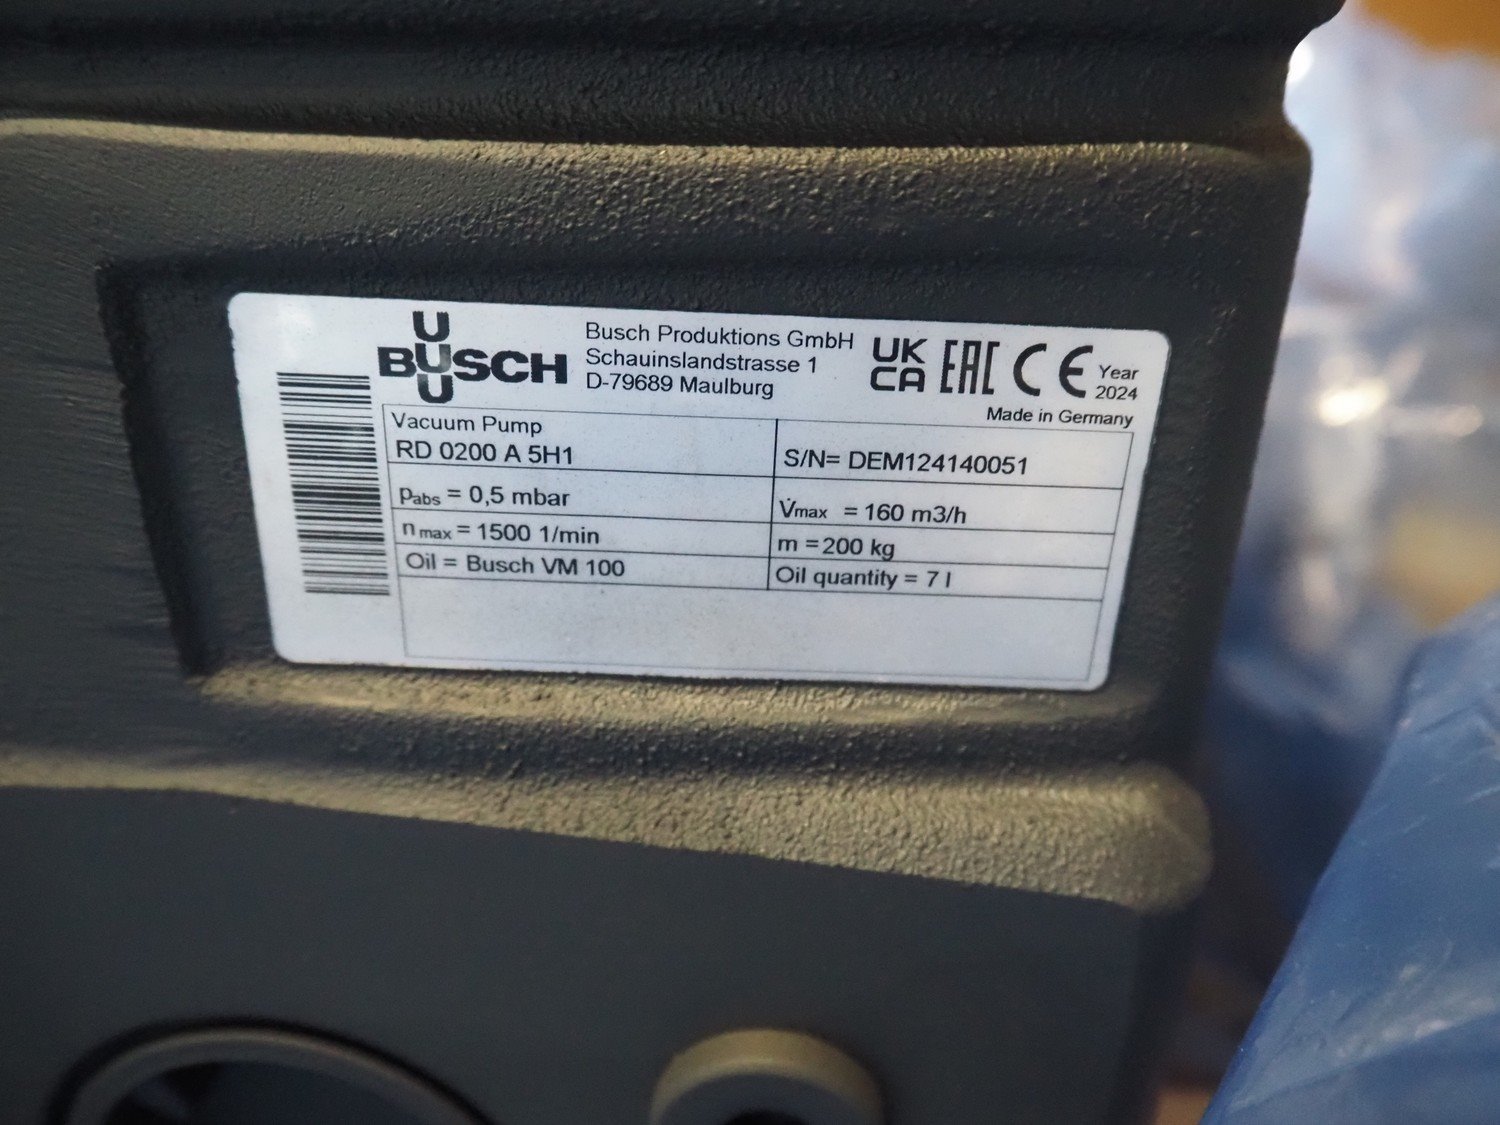 BUSCH
Busch Produktions GmbH
Schauinslandstrasse 1
D-79689 Maulburg
UK
CA
EAC
CE
Year
2024
Made in Germany
Vacuum Pump
RD 0200 A 5H1
S/N= DEM124140051
pabs = 0,5 mbar
V̇max = 160 m3/h
n max = 1500 1/min
m =200 kg
Oil = Busch VM 100
Oil quantity = 7 l